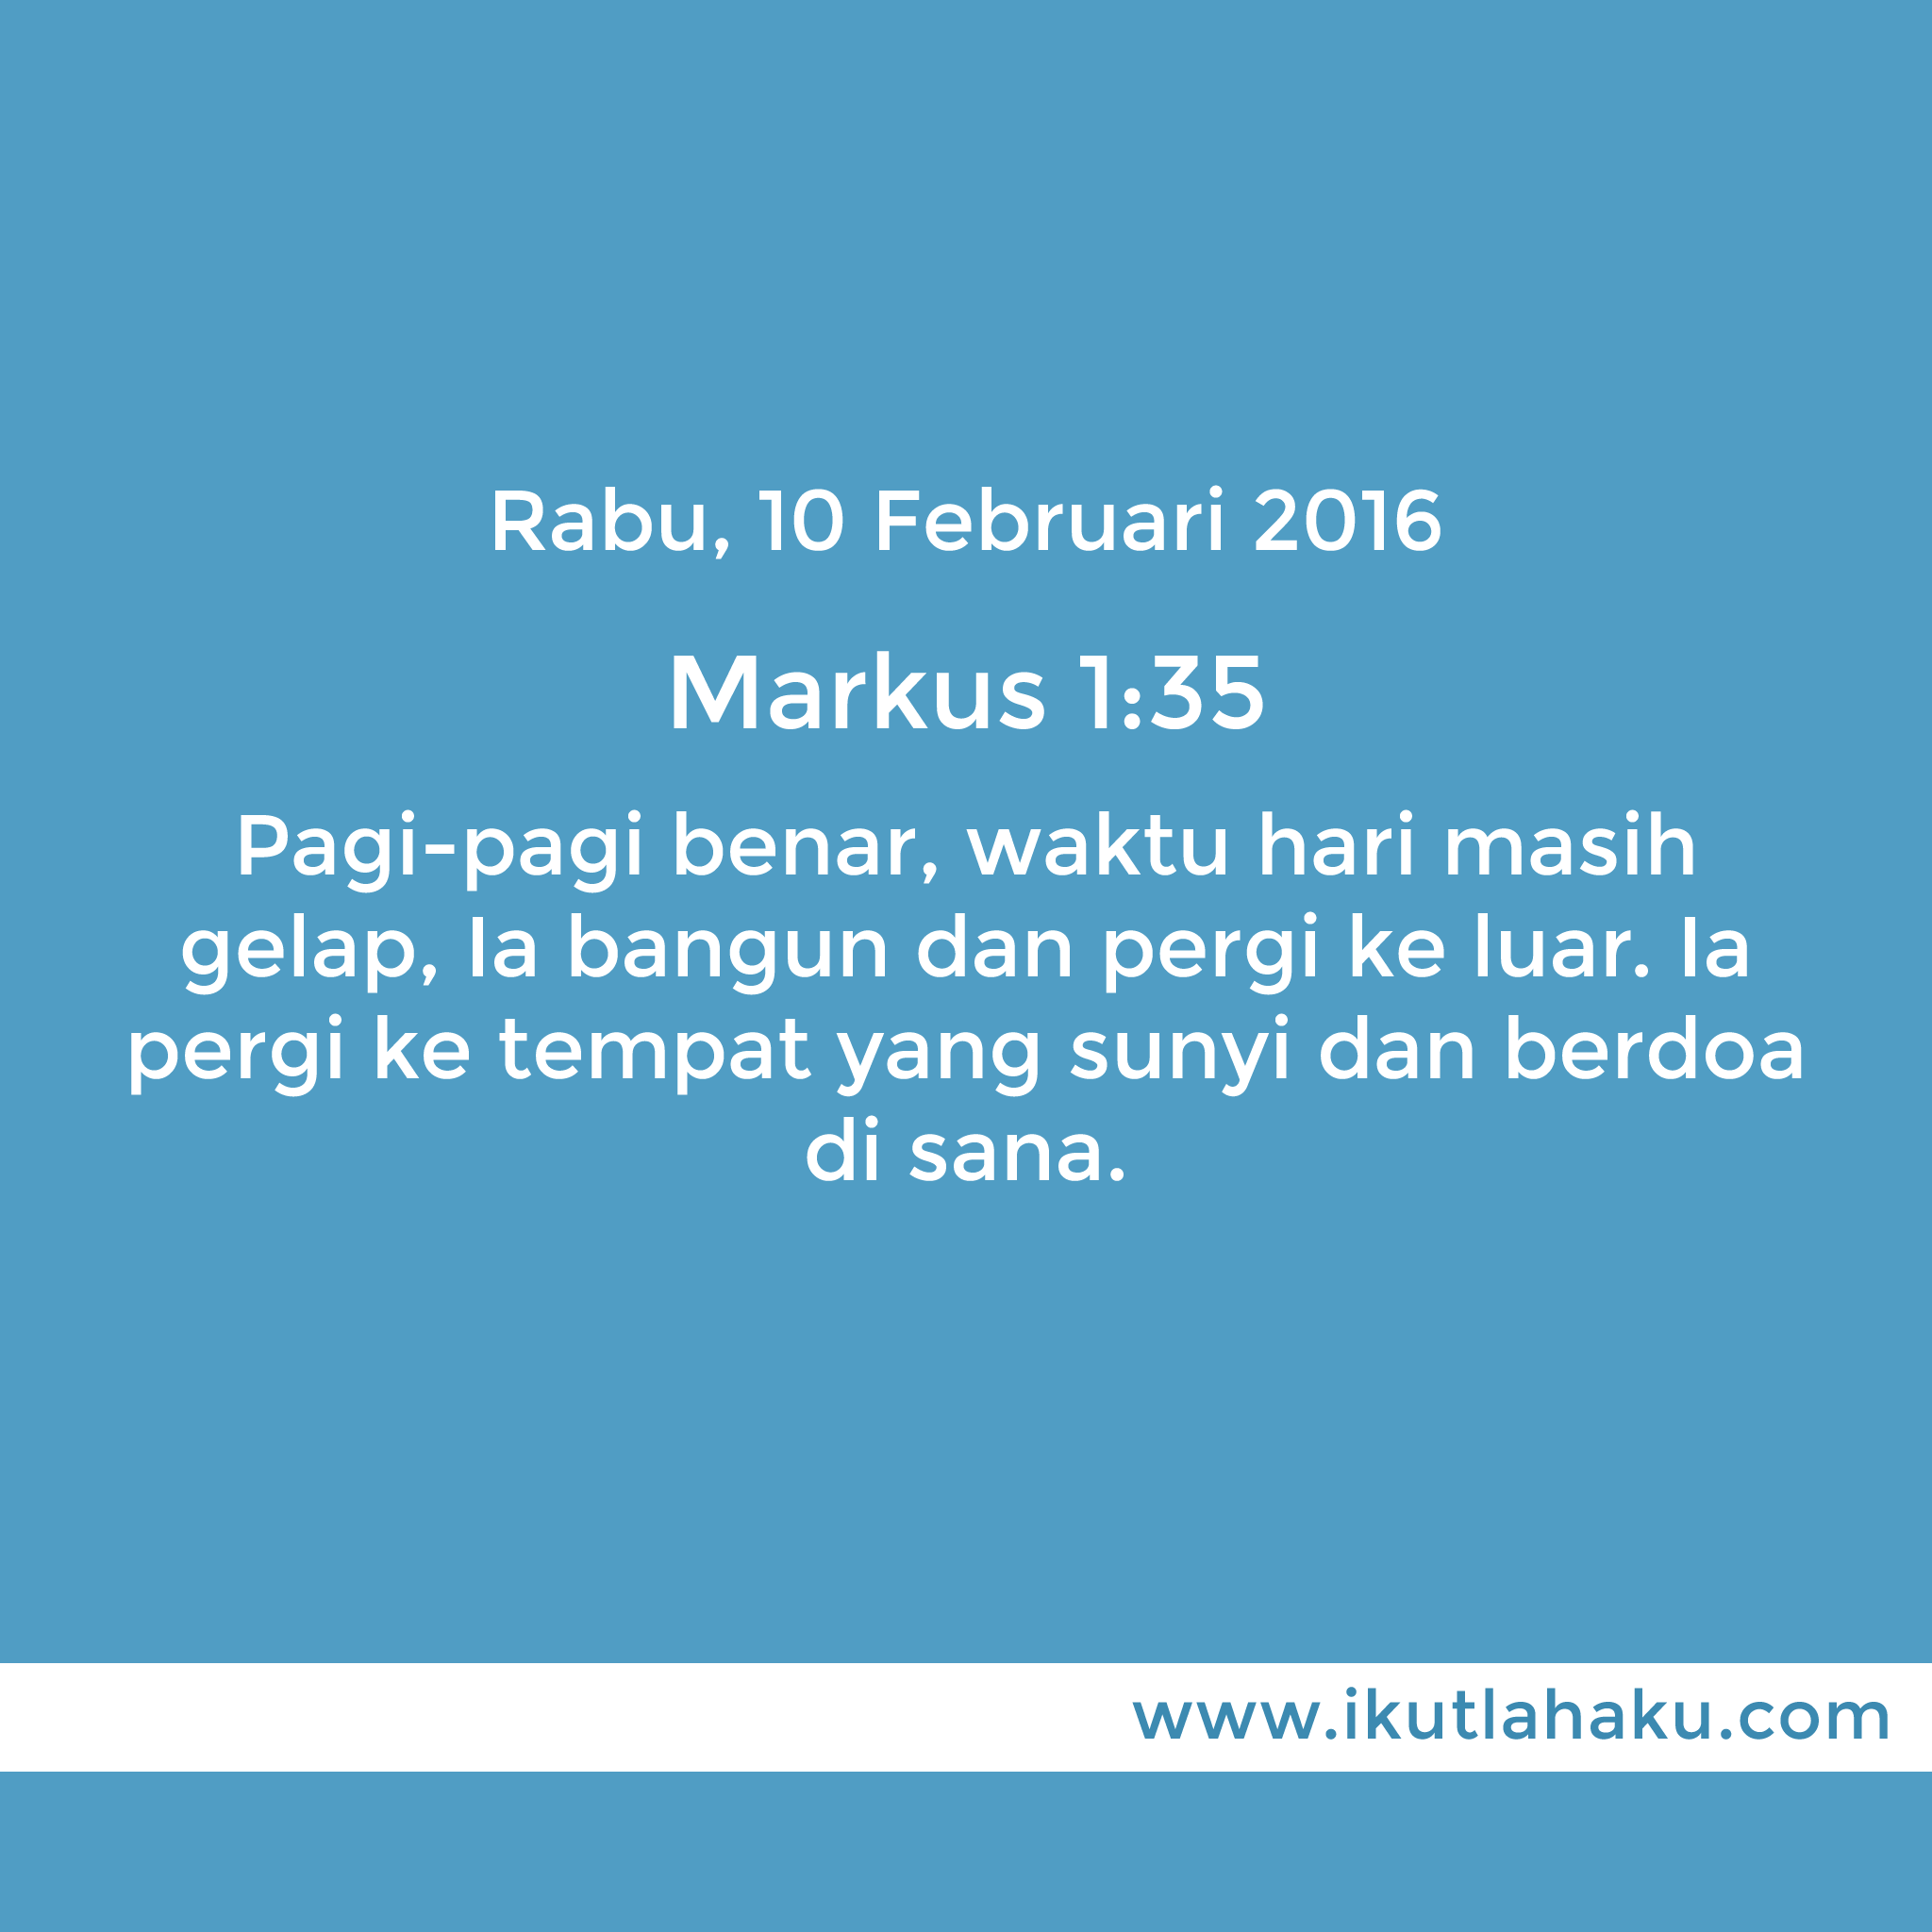 Rabu, 10 Februari 2016
Markus 1:35
Pagi-pagi benar, waktu hari masih
gelap, Ia bangun dan pergi ke luar. Ia
pergi ke tempat yang sunyi dan berdoa
di sana.
www.ikutlahaku.com